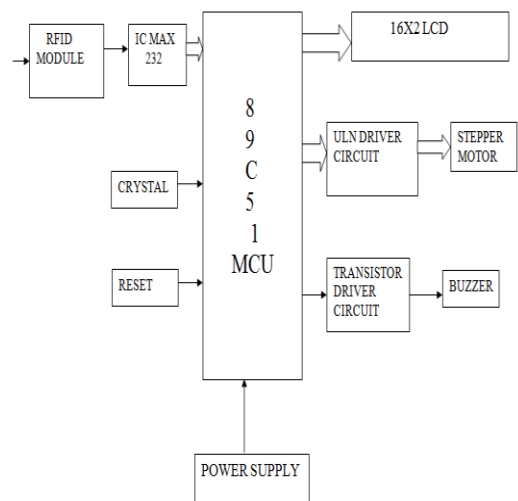 RFID
MODULE
IC MAX
232
8
9
C
5
1
MCU
16X2 LCD
ULN DRIVER
CIRCUIT
STEPPER
MOTOR
CRYSTAL
RESET
TRANSISTOR
DRIVER
CIRCUIT
BUZZER
POWER SUPPLY